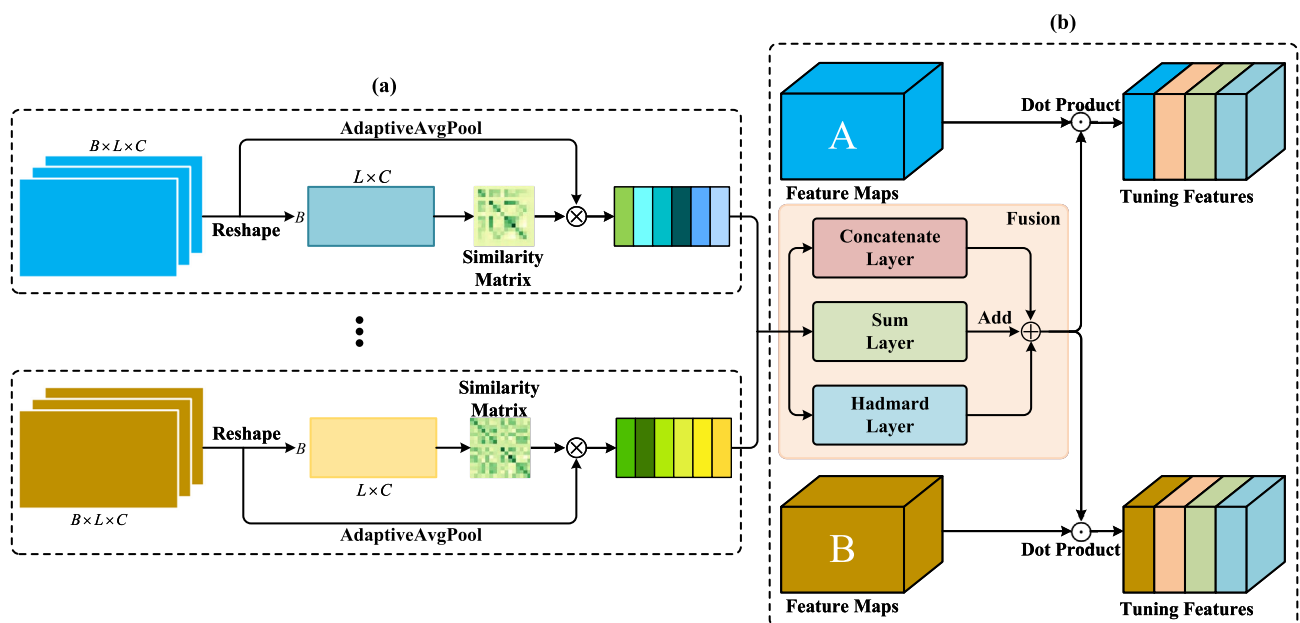 (a)
B×L×C
AdaptiveAvgPool
L×C
Reshape
B
Similarity
Matrix
Reshape
B
Similarity
Matrix
L×C
B×L×C
AdaptiveAvgPool
(b)
A
Feature Maps
Dot Product
Tuning Features
Fusion
Concatenate
Layer
Sum
Layer
Add
Hadmard
Layer
B
Feature Maps
Dot Product
Tuning Features